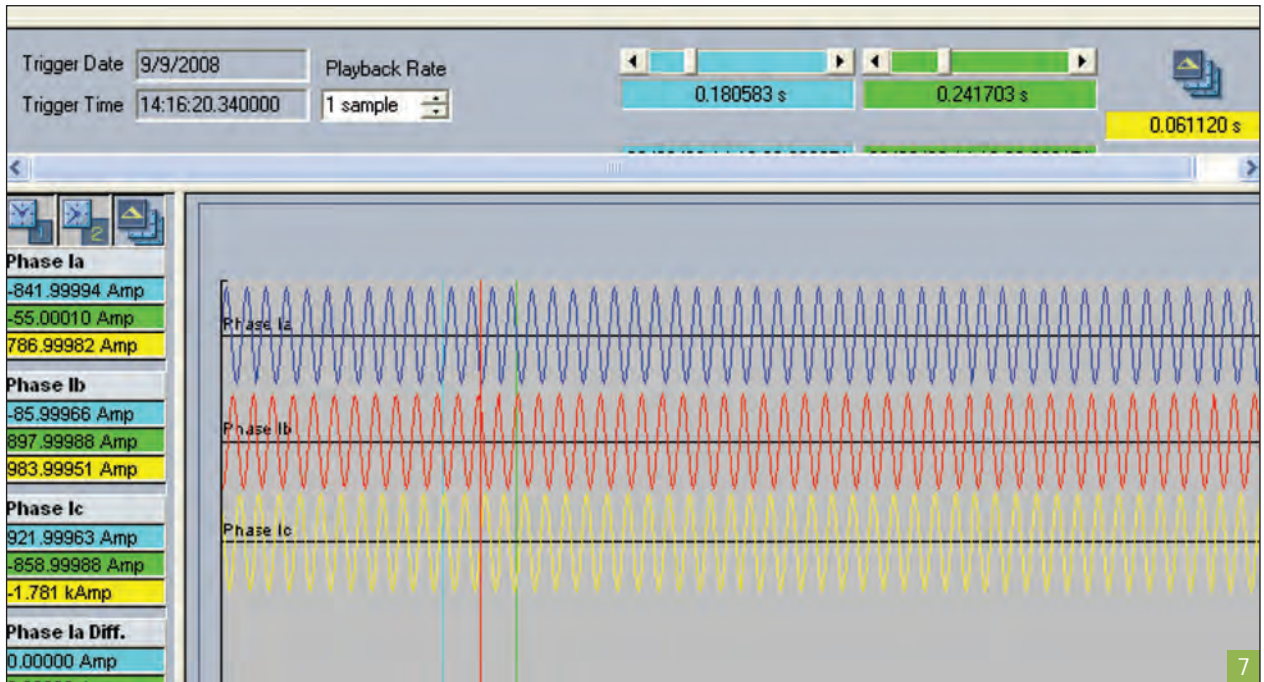 Trigger Date 9/9/2008
Playback Rate
Trigger Time 14:16:20.340000
1 sample
0.180583 s
0.241703 s
0.061120 s
1
2
Phase Ia
-841.99994 Amp
-55.00010 Amp
786.99982 Amp
Phase Ib
-85.99966 Amp
897.99988 Amp
983.99951 Amp
Phase Ic
921.99963 Amp
-858.99988 Amp
-1.781 kAmp
Phase Ia Diff.
0.00000 Amp
Phase Ia
Phase Ib
Phase Ic
7